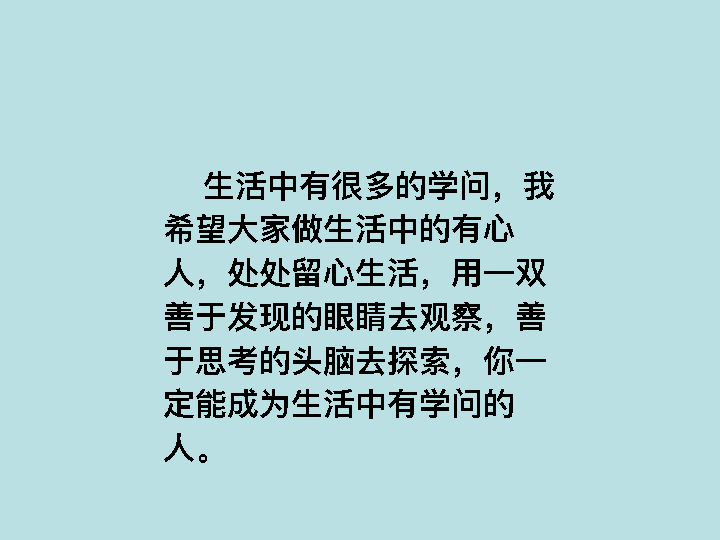 生活中有很多的学问，我
希望大家做生活中的有心
人，处处留心生活，用一双
善于发现的眼睛去观察，善
于思考的头脑去探索，你一
定能成为生活中有学问的
人。